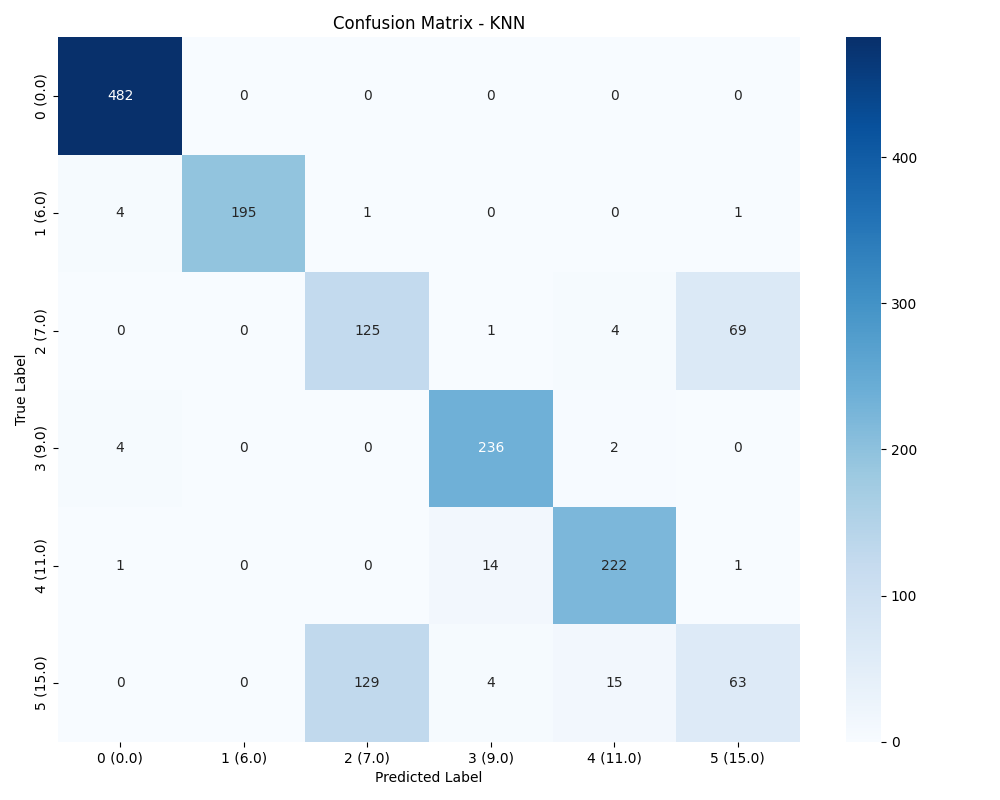 Confusion Matrix - KNN
True Label
0 (0.0) 482 0 0 0 0 0
1 (6.0) 4 195 1 0 0 1
2 (7.0) 0 0 125 1 4 69
3 (9.0) 4 0 0 236 2 0
4 (11.0) 1 0 0 14 222 1
5 (15.0) 0 0 129 4 15 63
0 (0.0) 1 (6.0) 2 (7.0) 3 (9.0) 4 (11.0) 5 (15.0)
Predicted Label
400
300
200
100
0